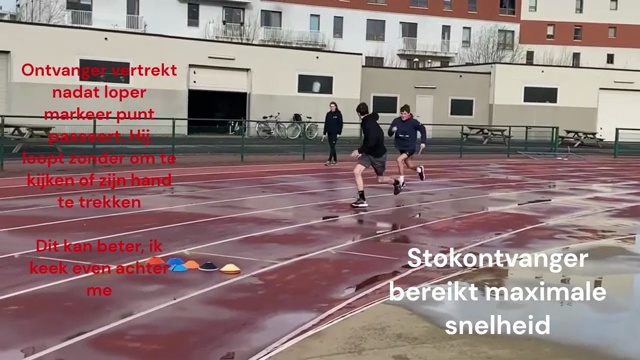 Ontvanger vertrekt
nadat loper
markeer punt
passeert. Hij
loopt zonder om te
kijken of zijn hand
te trekken
Dit kan beter, ik
keek even achter
me
Stokontvanger
bereikt maximale
snelheid